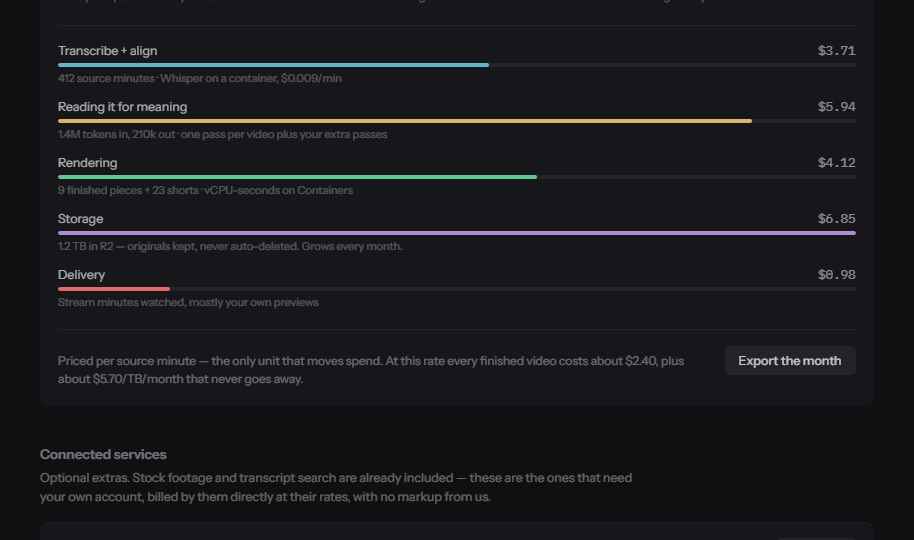 Transcribe + align
$3.71
412 source minutes · Whisper on a container, $0.009/min
Reading it for meaning
$5.94
1.4M tokens in, 210k out · one pass per video plus your extra passes
Rendering
$4.12
9 finished pieces + 23 shorts · vCPU-seconds on Containers
Storage
$6.85
1.2 TB in R2 — originals kept, never auto-deleted. Grows every month.
Delivery
$0.98
Stream minutes watched, mostly your own previews
Priced per source minute — the only unit that moves spend. At this rate every finished video costs about $2.40, plus
about $5.70/TB/month that never goes away.
Export the month
Connected services
Optional extras. Stock footage and transcript search are already included — these are the ones that need
your own account, billed by them directly at their rates, with no markup from us.